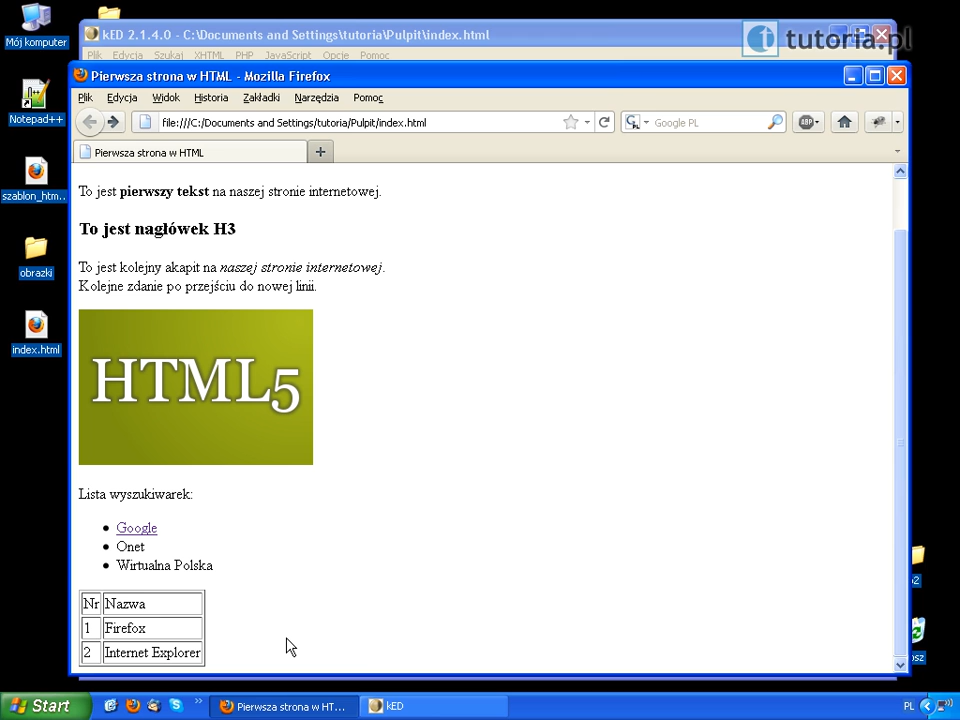 Mój komputer
kED 2.1.4.0 - C:\Documents and Settings\tutoria\Pulpit\index.html
tutoria.pl
Plik Edycja Szukaj XHTML PHP JavaScript Opcje Pomoc
Pierwsza strona w HTML - Mozilla Firefox
Plik Edycja Widok Historia Zakładki Narzędzia Pomoc
Notepad++
file:///C:/Documents and Settings/tutoria/Pulpit/index.html
Google PL
ABP
Pierwsza strona w HTML
szablon_htm...
To jest pierwszy tekst na naszej stronie internetowej.
To jest nagłówek H3
obrazki
To jest kolejny akapit na naszej stronie internetowej.
Kolejne zdanie po przejściu do nowej linii.
index.html
HTML5
Lista wyszukiwarek:
Google
Onet
Wirtualna Polska
Nr Nazwa
1 Firefox
2 Internet Explorer
Start
Pierwsza strona w HT...
kED
PL